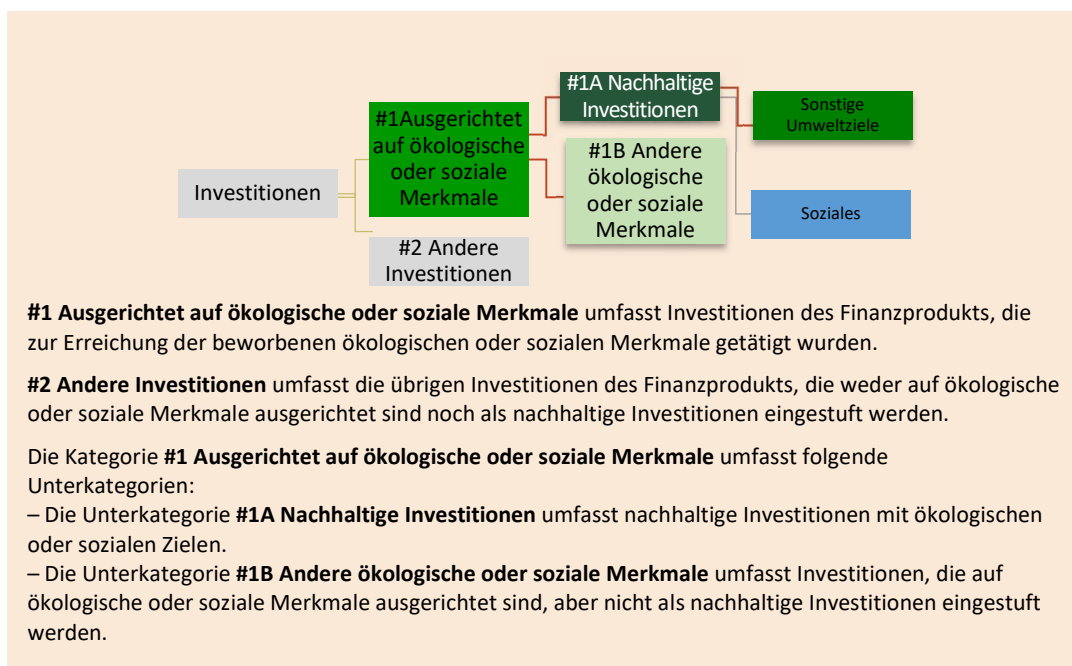 Investitionen
#1Ausgerichtet
auf ökologische
oder soziale
Merkmale
#2 Andere
Investitionen
#1A Nachhaltige
Investitionen
#1B Andere
ökologische
oder soziale
Merkmale
Sonstige
Umweltziele
Soziales
#1 Ausgerichtet auf ökologische oder soziale Merkmale umfasst Investitionen des Finanzprodukts, die
zur Erreichung der beworbenen ökologischen oder sozialen Merkmale getätigt wurden.
#2 Andere Investitionen umfasst die übrigen Investitionen des Finanzprodukts, die weder auf ökologische
oder soziale Merkmale ausgerichtet sind noch als nachhaltige Investitionen eingestuft werden.
Die Kategorie #1 Ausgerichtet auf ökologische oder soziale Merkmale umfasst folgende
Unterkategorien:
– Die Unterkategorie #1A Nachhaltige Investitionen umfasst nachhaltige Investitionen mit ökologischen
oder sozialen Zielen.
– Die Unterkategorie #1B Andere ökologische oder soziale Merkmale umfasst Investitionen, die auf
ökologische oder soziale Merkmale ausgerichtet sind, aber nicht als nachhaltige Investitionen eingestuft
werden.